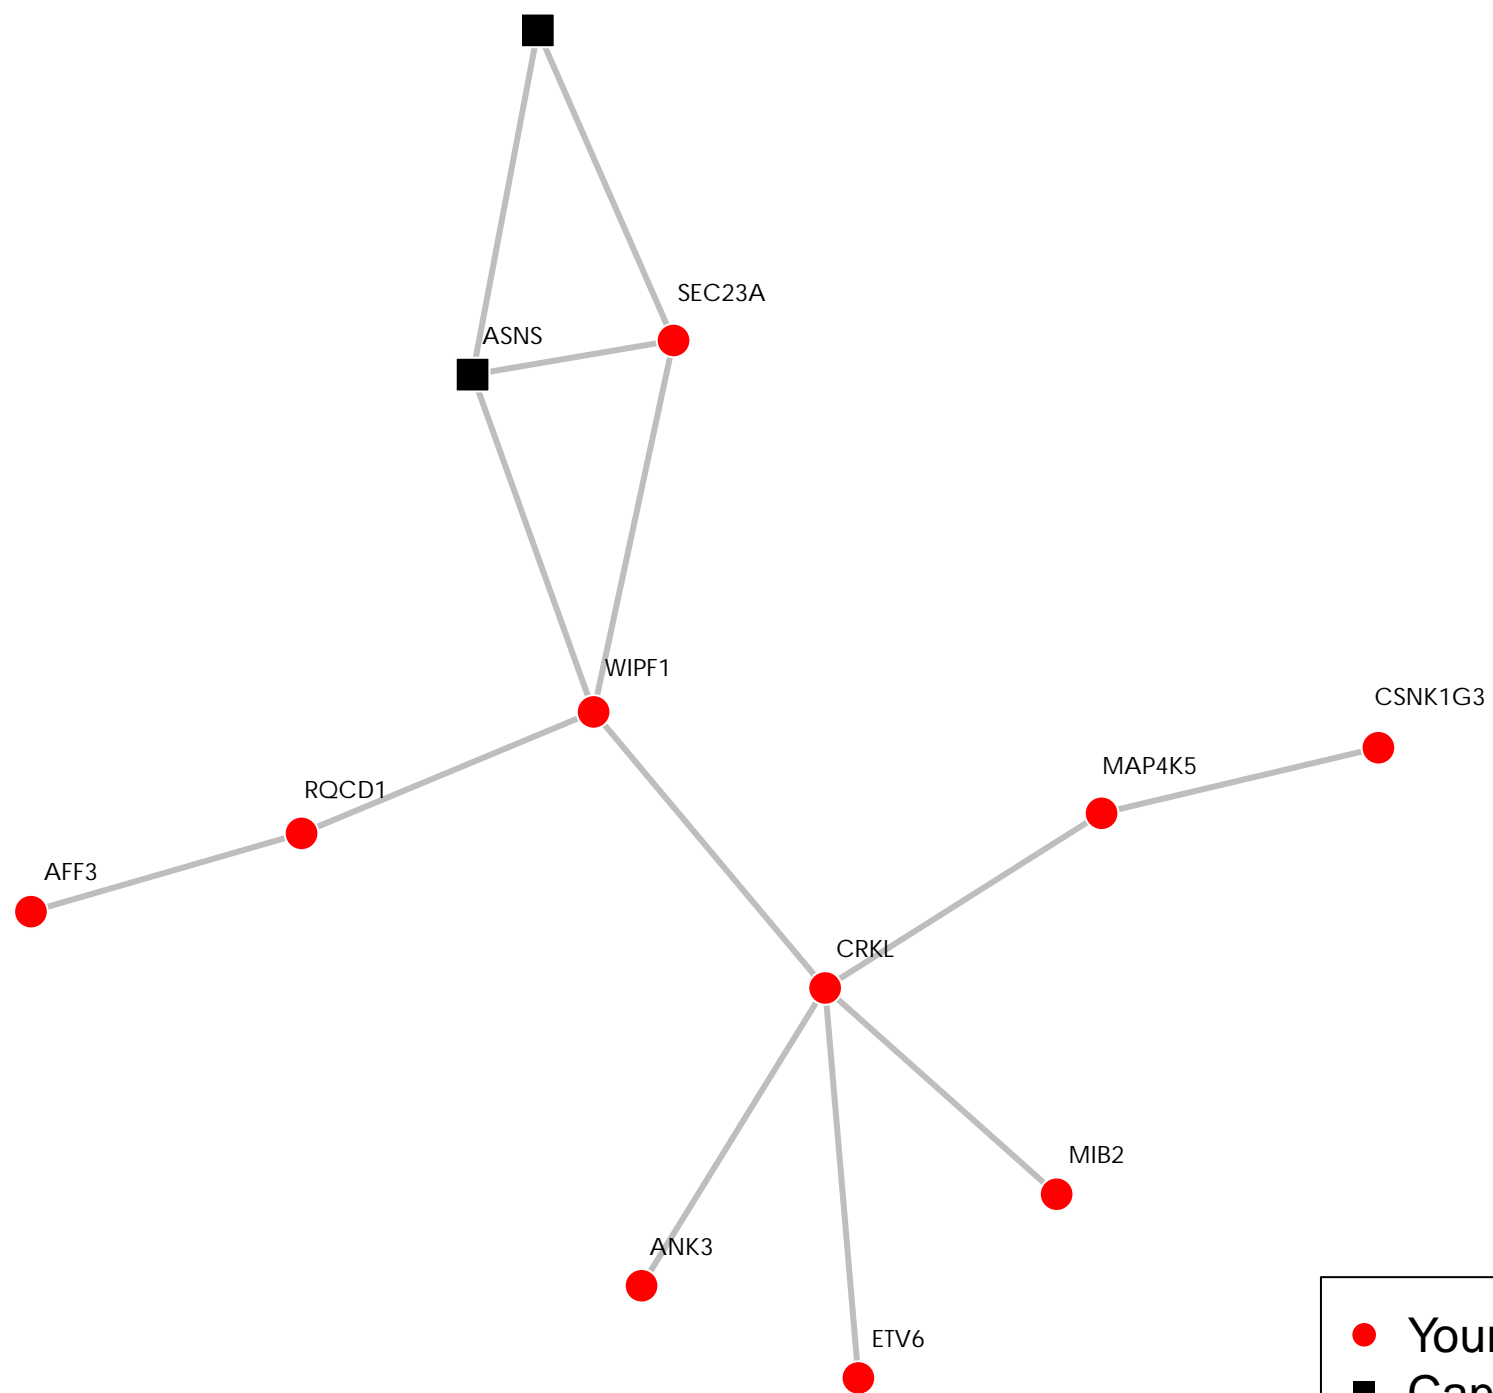 SEC23A
ASNS
WIPF1
CSNK1G3
MAP4K5
RQCD1
AFF3
CRKL
MIB2
ANK3
ETV6